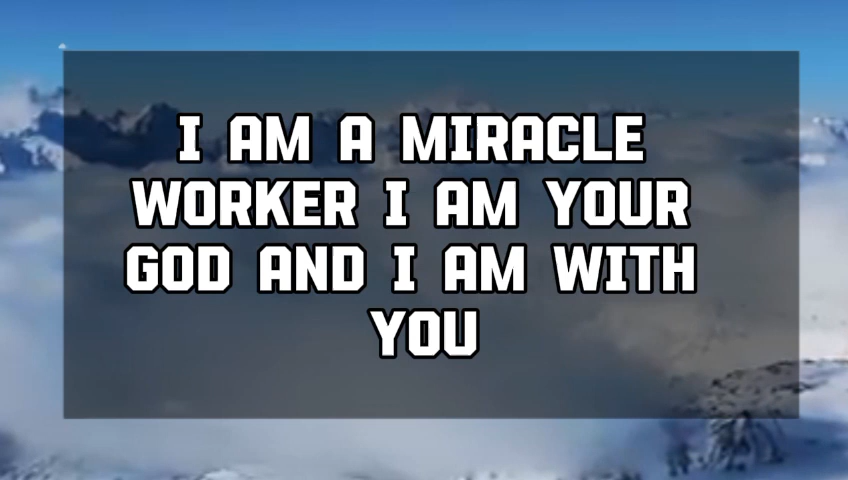 I AM A MIRACLE
WORKER I AM YOUR
GOD AND I AM WITH
YOU